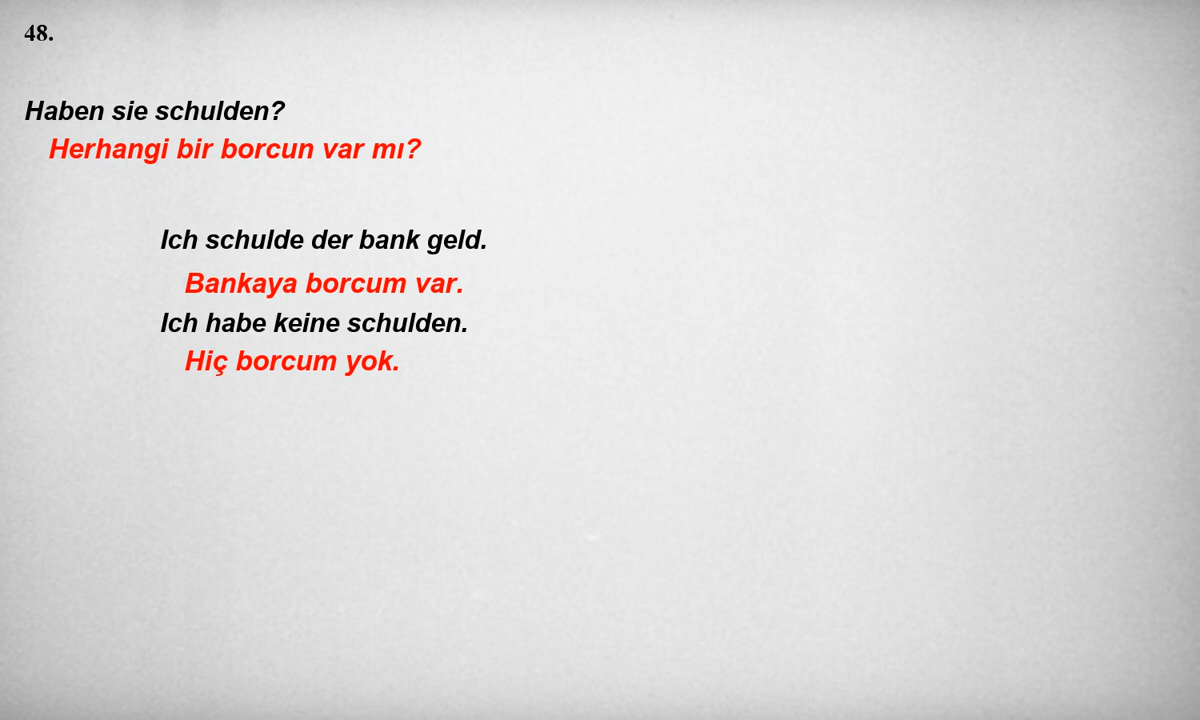 48.
Haben sie schulden?
Herhangi bir borcun var mı?
Ich schulde der bank geld.
Bankaya borcum var.
Ich habe keine schulden.
Hiç borcum yok.